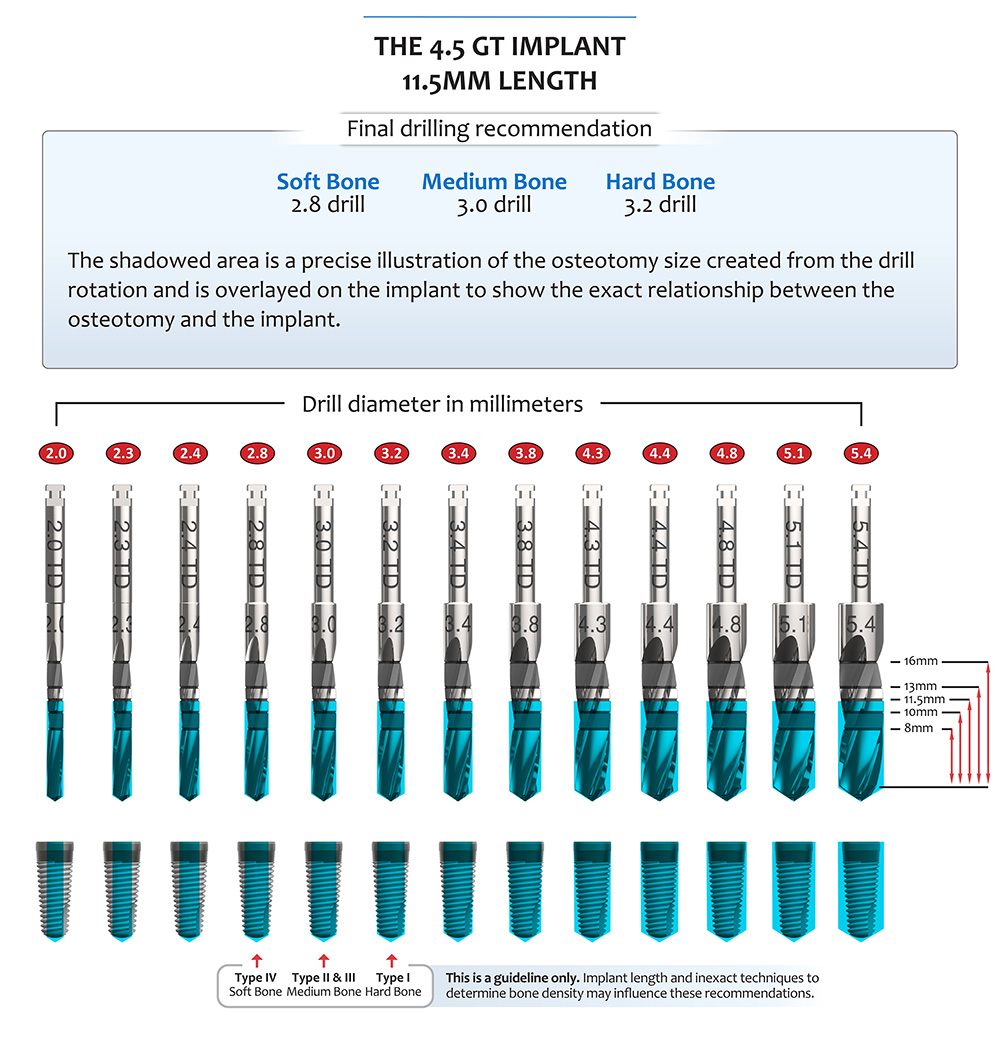 THE 4.5 GT IMPLANT
11.5MM LENGTH
Final drilling recommendation
Soft Bone Medium Bone Hard Bone
2.8 drill 3.0 drill 3.2 drill
The shadowed area is a precise illustration of the osteotomy size created from the drill
rotation and is overlayed on the implant to show the exact relationship between the
osteotomy and the implant.
Drill diameter in millimeters
2.0 2.3 2.4 2.8 3.0 3.2 3.4 3.8 4.3 4.4 4.8 5.1 5.4
2.0 TD 2.3 TD 2.4 TD 2.8 TD 3.0 TD 3.2 TD 3.4 TD 3.8 TD 4.3 TD 4.4 TD 4.8 TD 5.1 TD 5.4 TD
2.0 2.3 2.4 2.8 3.0 3.2 3.4 3.8 4.3 4.4 4.8 5.1 5.4
16mm
13mm
11.5mm
10mm
8mm
Type IV Type II & III Type I
Soft Bone Medium Bone Hard Bone
This is a guideline only. Implant length and inexact techniques to
determine bone density may influence these recommendations.